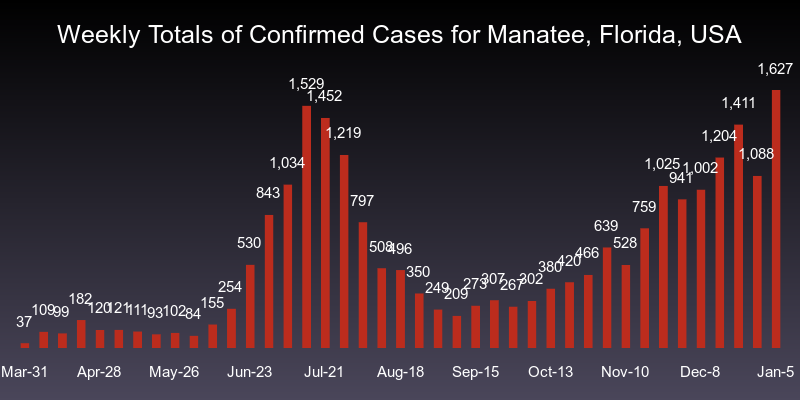 Weekly Totals of Confirmed Cases for Manatee, Florida, USA
37 109 99 182 120 121 111 93 102 84 155 254 530 843 1,034 1,529 1,452 1,219 797 508 496 350 249 209 273 307 267 302 380 420 466 639 528 759 1,025 941 1,002 1,204 1,411 1,088 1,627
Mar-31 Apr-28 May-26 Jun-23 Jul-21 Aug-18 Sep-15 Oct-13 Nov-10 Dec-8 Jan-5